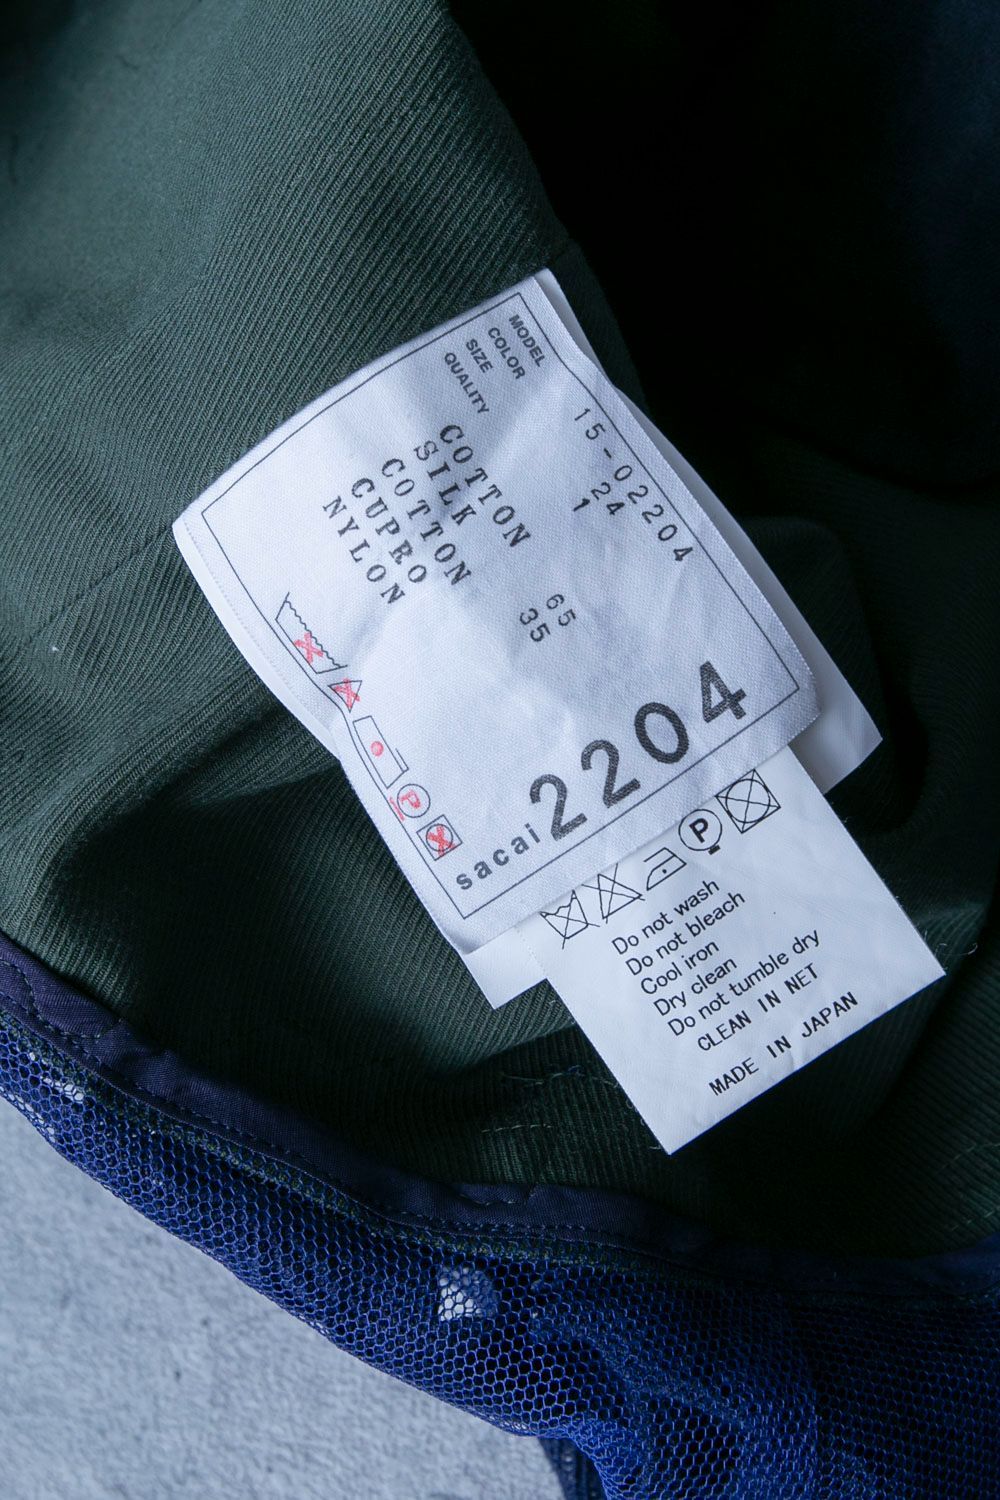 MODEL 15-02204
COLOR 24
SIZE 1
QUALITY
COTTON 65
SILK 35
COTTON
CUPRO
NYLON
P
sacai 2204
P
Do not wash
Do not bleach
Cool iron
Dry clean
Do not tumble dry
CLEAN IN NET
MADE IN JAPAN